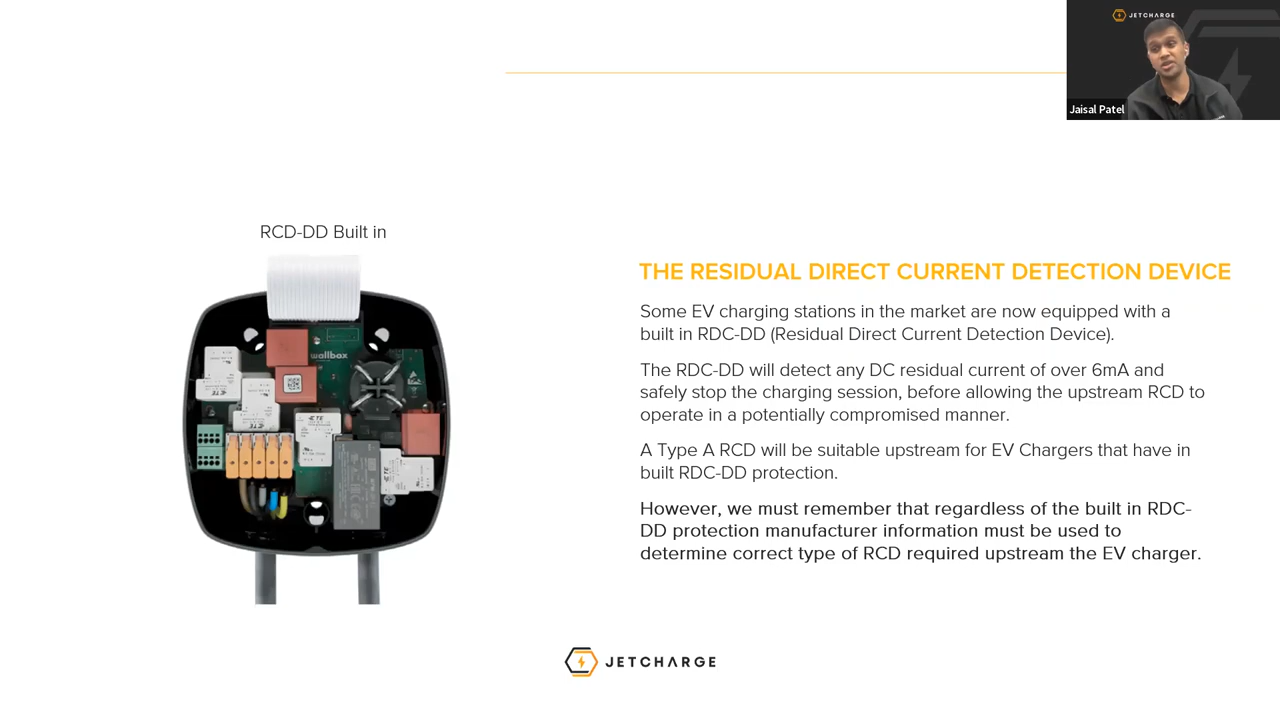 JETCHARGE
Jaisal Patel
RCD-DD Built in
wallbox
TE
TE
TE
TE
THE RESIDUAL DIRECT CURRENT DETECTION DEVICE
Some EV charging stations in the market are now equipped with a
built in RDC-DD (Residual Direct Current Detection Device).
The RDC-DD will detect any DC residual current of over 6mA and
safely stop the charging session, before allowing the upstream RCD to
operate in a potentially compromised manner.
A Type A RCD will be suitable upstream for EV Chargers that have in
built RDC-DD protection.
However, we must remember that regardless of the built in RDC-
DD protection manufacturer information must be used to
determine correct type of RCD required upstream the EV charger.
JETCHARGE